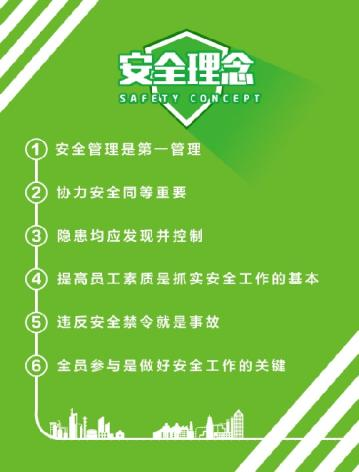 安全理念
SAFETY CONCEPT
1 安全管理是第一管理
2 协力安全同等重要
3 隐患均应发现并控制
4 提高员工素质是抓实安全工作的基本
5 违反安全禁令就是事故
6 全员参与是做好安全工作的关键